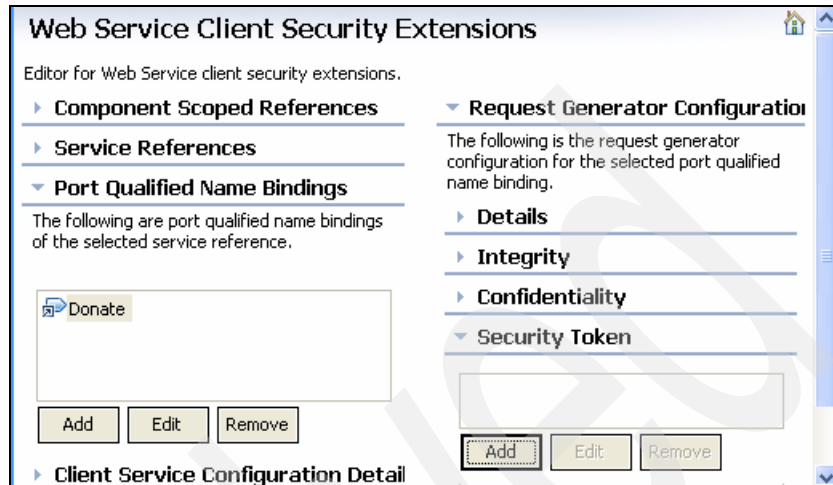 Web Service Client Security Extensions
Editor for Web Service client security extensions.
Component Scoped References
Service References
Port Qualified Name Bindings
The following are port qualified name bindings
of the selected service reference.
Donate
Add Edit Remove
Client Service Configuration Detail
Request Generator Configuration
The following is the request generator
configuration for the selected port qualified
name binding.
Details
Integrity
Confidentiality
Security Token
Add Edit Remove